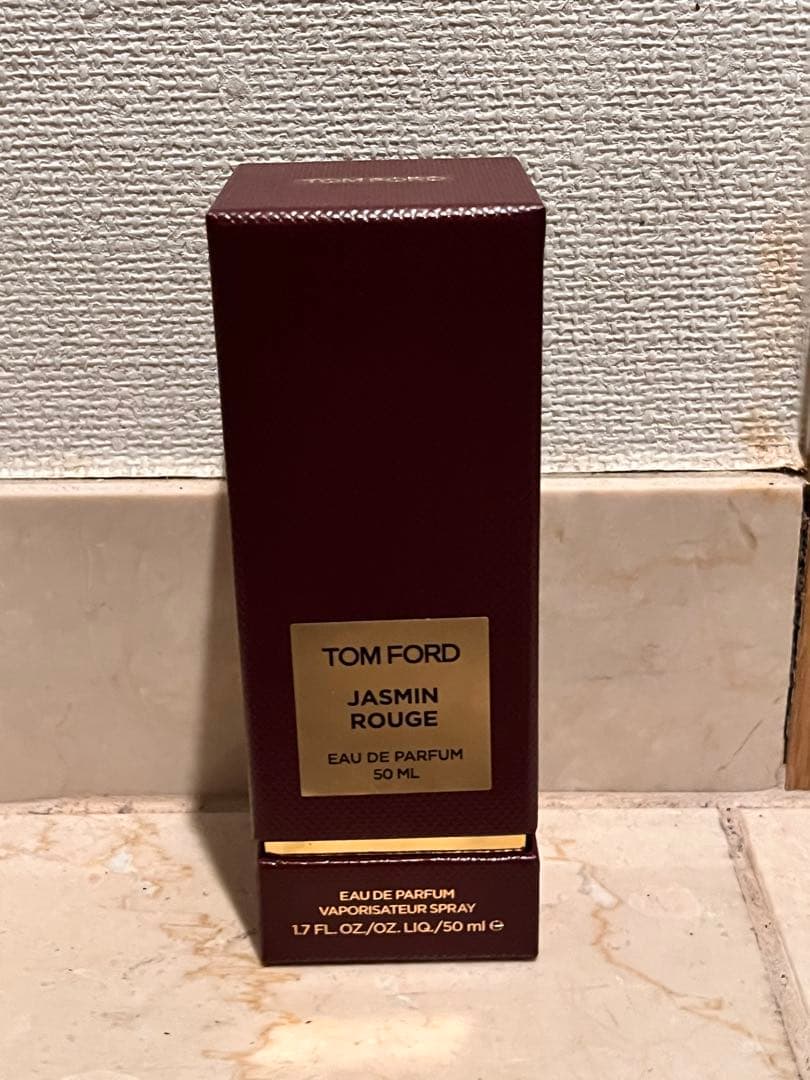 TOM FORD
TOM FORD
JASMIN
ROUGE
EAU DE PARFUM
50 ML
EAU DE PARFUM
VAPORISATEUR SPRAY
1.7 FL. OZ./OZ. LIQ./50 ml ℮